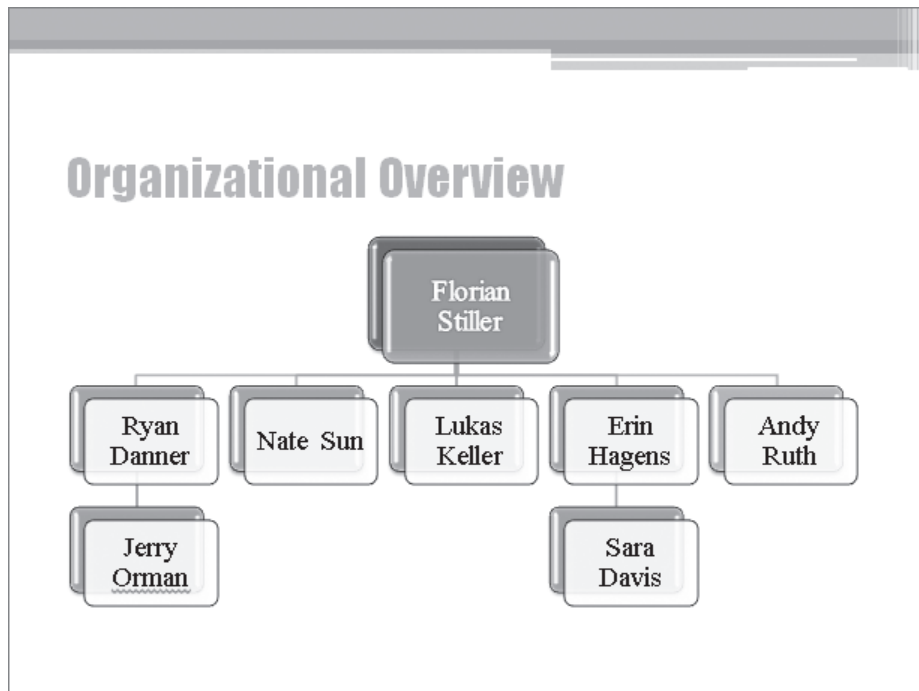 Organizational Overview
Florian
Stiller
Ryan
Danner
Nate Sun
Lukas
Keller
Erin
Hagens
Andy
Ruth
Jerry
Orman
Sara
Davis